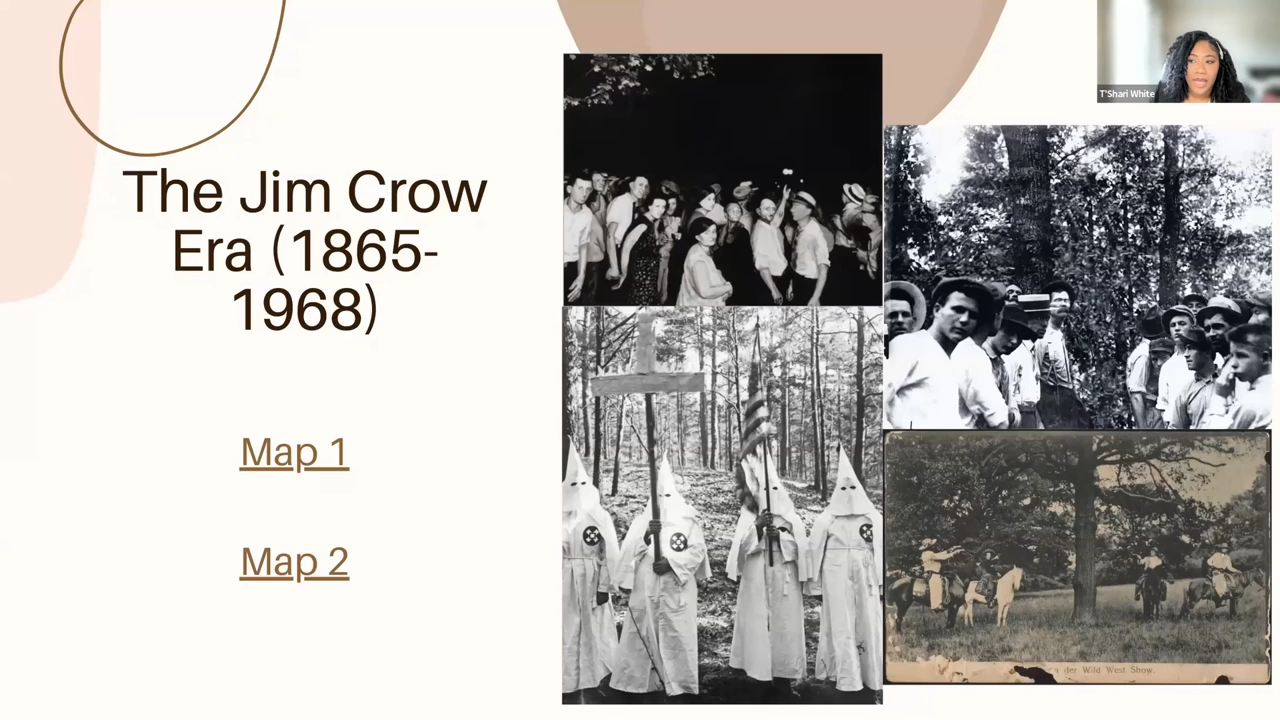 The Jim Crow
Era (1865-
1968)
Map 1
Map 2
T'Shari White
der Wild West Show.